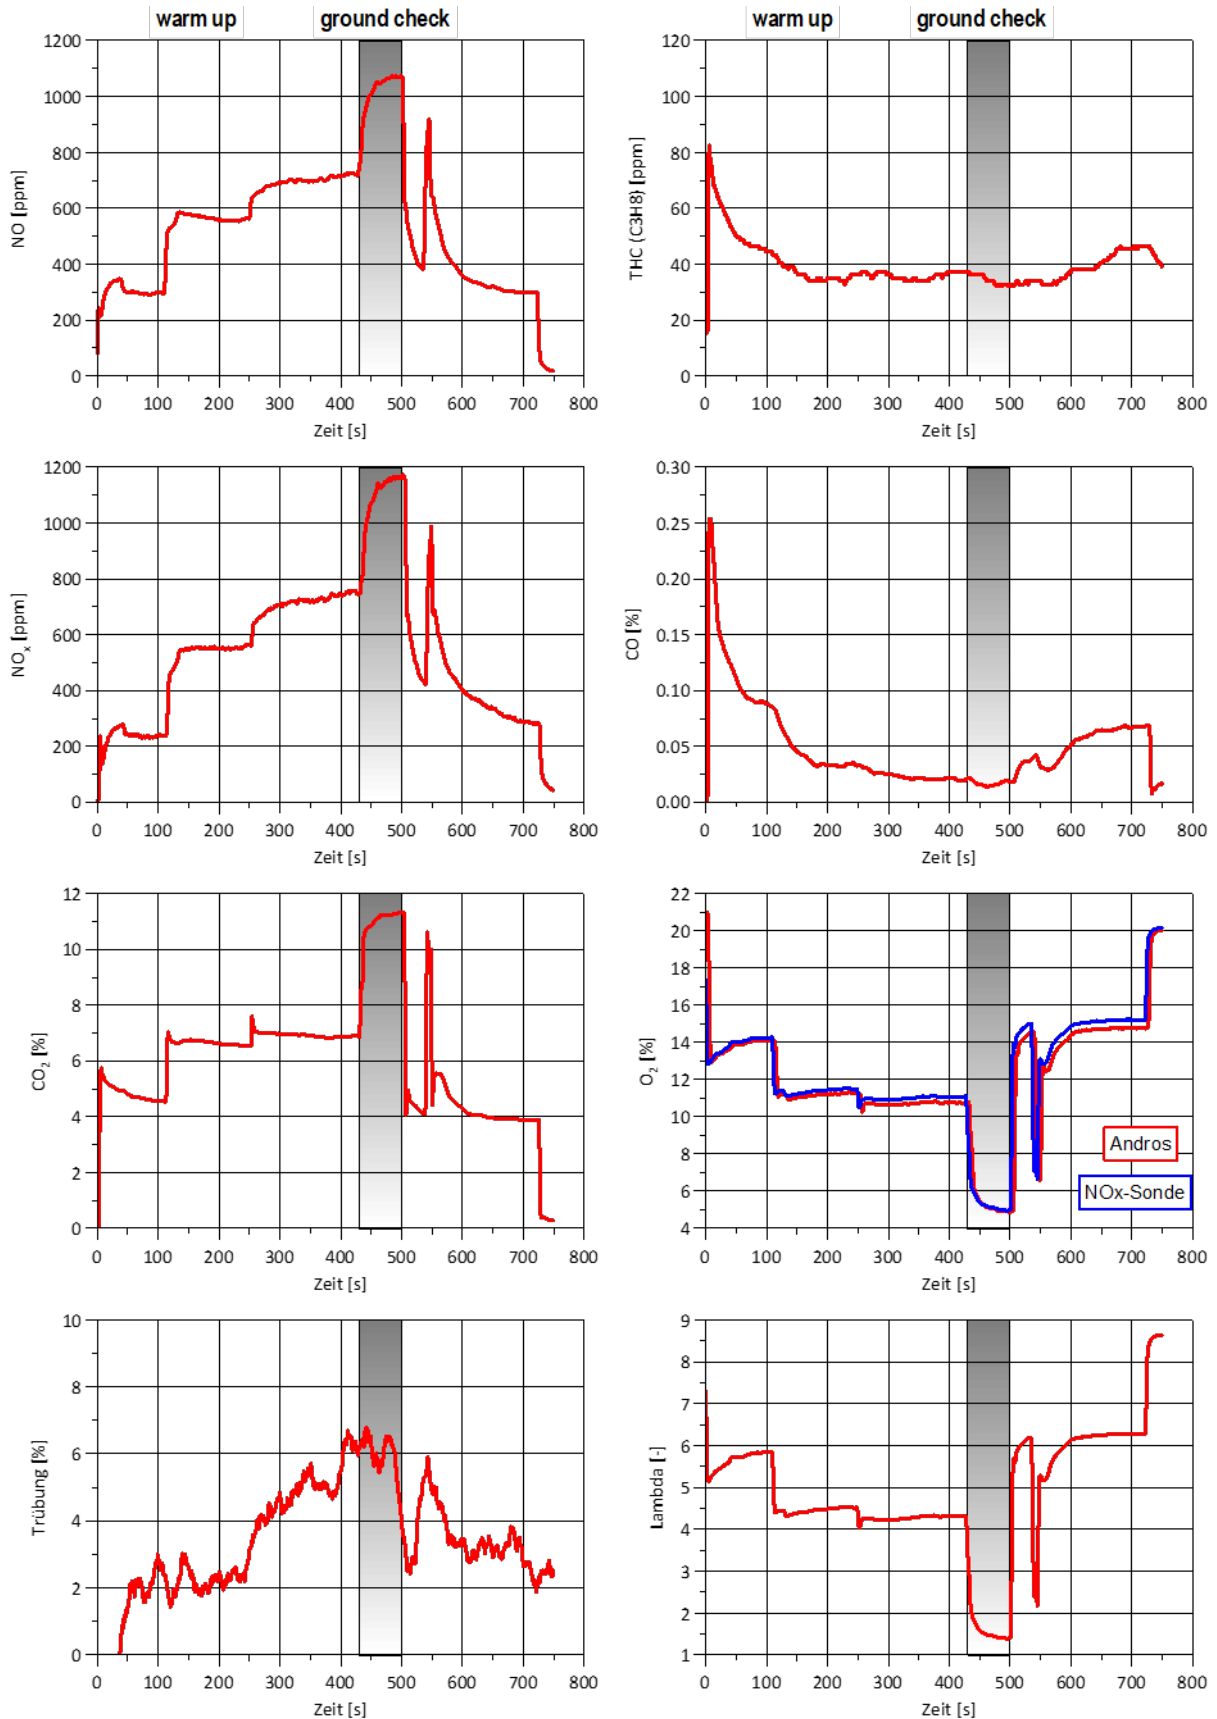 warm up
ground check
warm up
ground check
1200
1000
800
600
400
200
0
NO [ppm]
0 100 200 300 400 500 600 700 800
Zeit [s]
120
100
80
60
40
20
0
THC (C3H8) [ppm]
0 100 200 300 400 500 600 700 800
Zeit [s]
1200
1000
800
600
400
200
0
NOx [ppm]
0 100 200 300 400 500 600 700 800
Zeit [s]
0.30
0.25
0.20
0.15
0.10
0.05
0.00
CO [%]
0 100 200 300 400 500 600 700 800
Zeit [s]
12
10
8
6
4
2
0
CO2 [%]
0 100 200 300 400 500 600 700 800
Zeit [s]
22
20
18
16
14
12
10
8
6
4
O2 [%]
Andros
NOx-Sonde
0 100 200 300 400 500 600 700 800
Zeit [s]
10
8
6
4
2
0
Trübung [%]
0 100 200 300 400 500 600 700 800
Zeit [s]
9
8
7
6
5
4
3
2
1
Lambda [-]
0 100 200 300 400 500 600 700 800
Zeit [s]